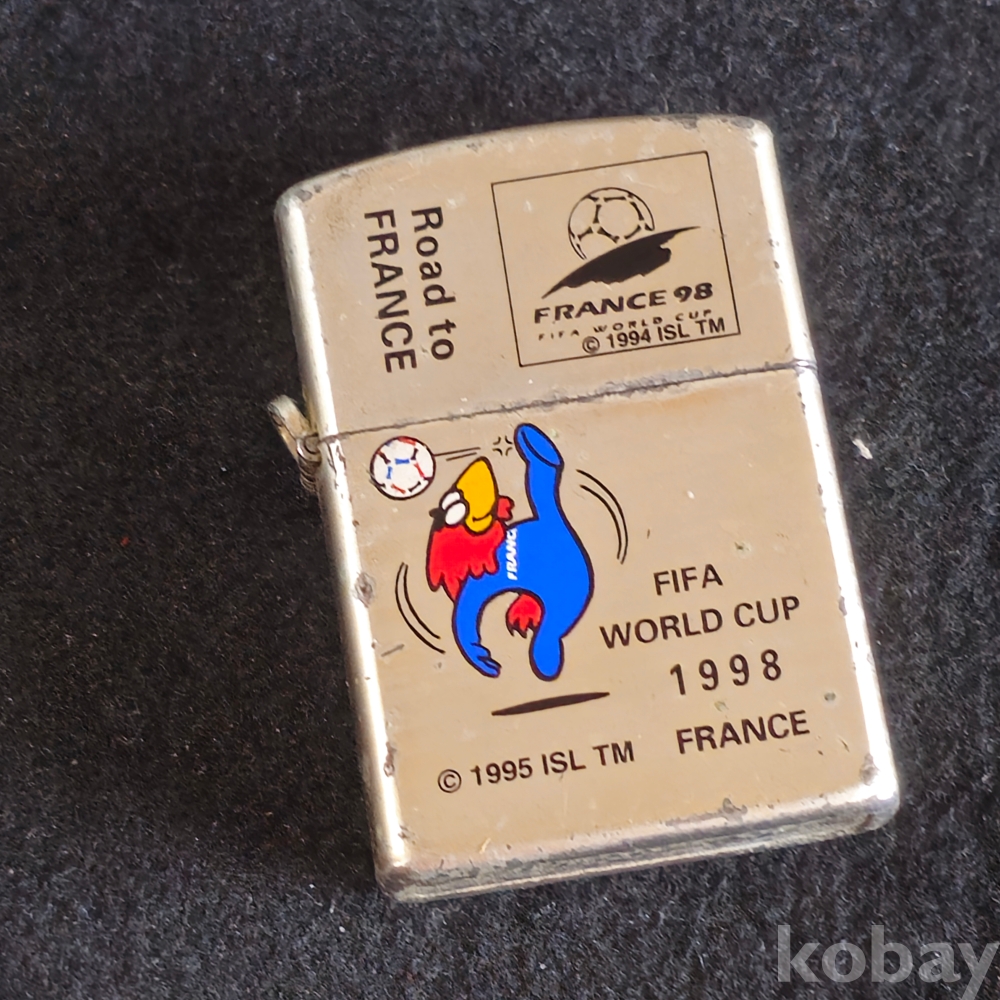 Road to
FRANCE
FRANCE 98
FIFA WORLD CUP
© 1994 ISL TM
FRANC
FIFA
WORLD CUP
1998
FRANCE
© 1995 ISL TM
kobay